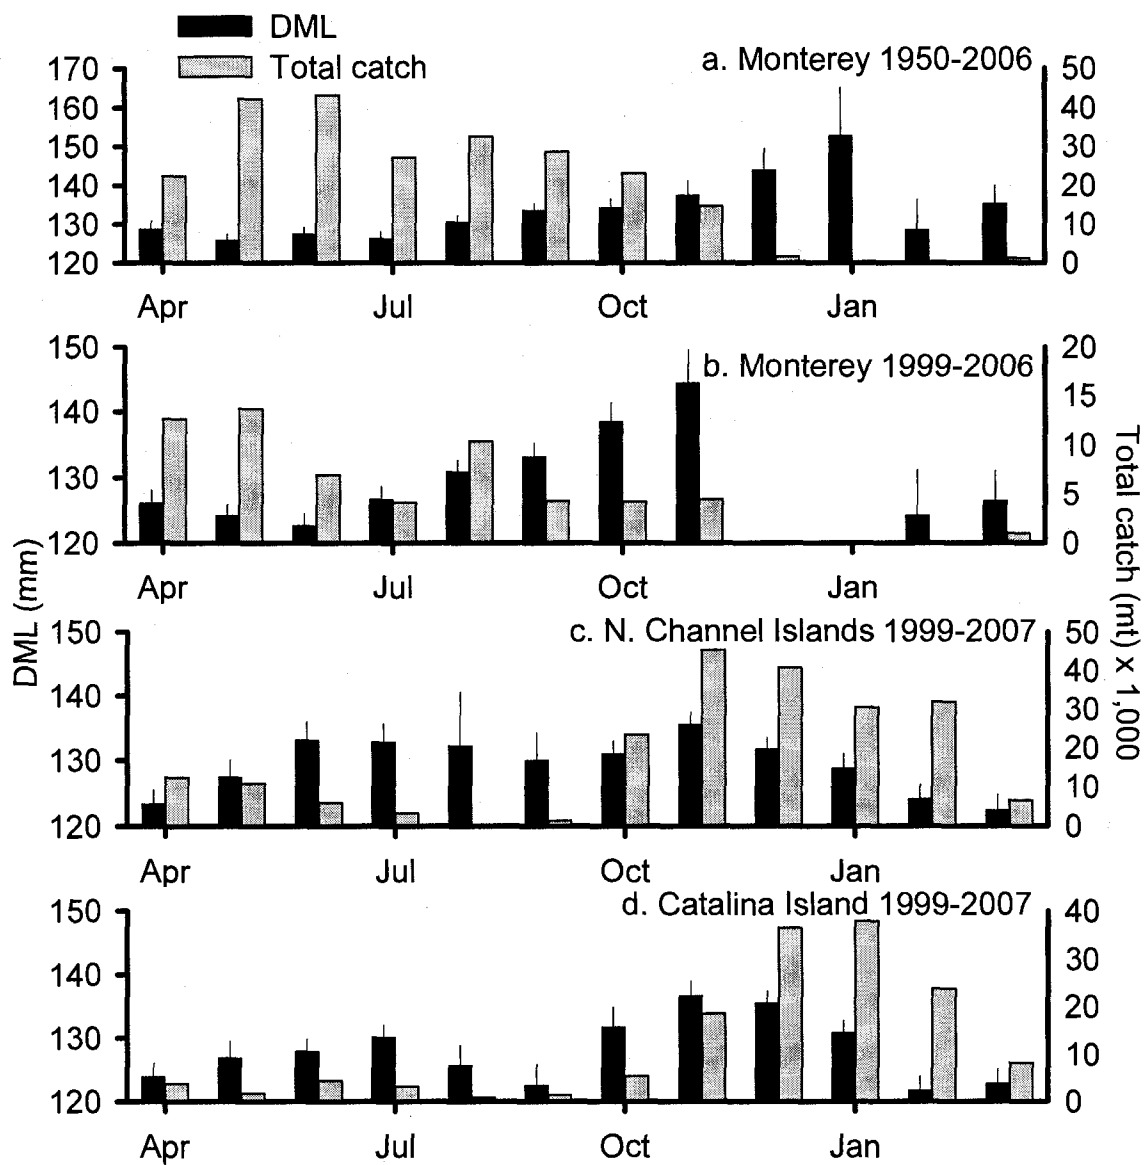 DML
Total catch
a. Monterey 1950-2006
170
160
150
140
130
120
50
40
30
20
10
0
Apr
Jul
Oct
Jan
b. Monterey 1999-2006
150
140
130
120
20
15
10
5
0
Apr
Jul
Oct
Jan
DML (mm)
Total catch (mt) x 1,000
c. N. Channel Islands 1999-2007
150
140
130
120
50
40
30
20
10
0
Apr
Jul
Oct
Jan
d. Catalina Island 1999-2007
150
140
130
120
40
30
20
10
0
Apr
Jul
Oct
Jan